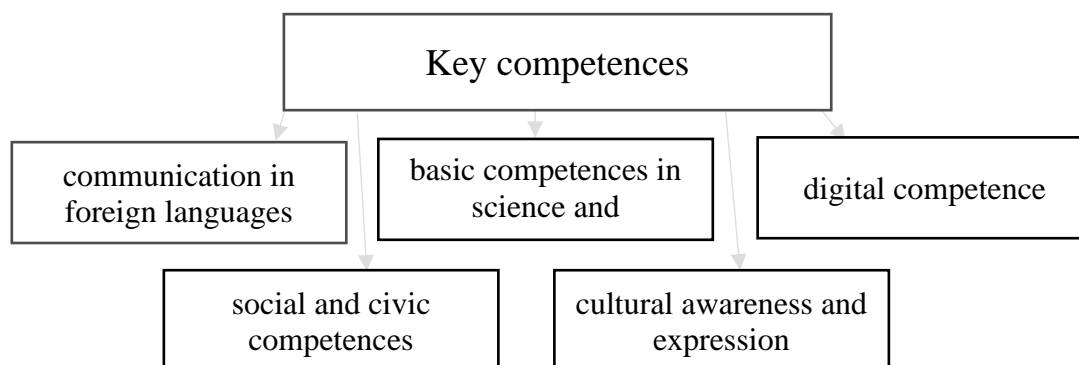 Key competences
communication in
foreign languages
basic competences in
science and
digital competence
social and civic
competences
cultural awareness and
expression